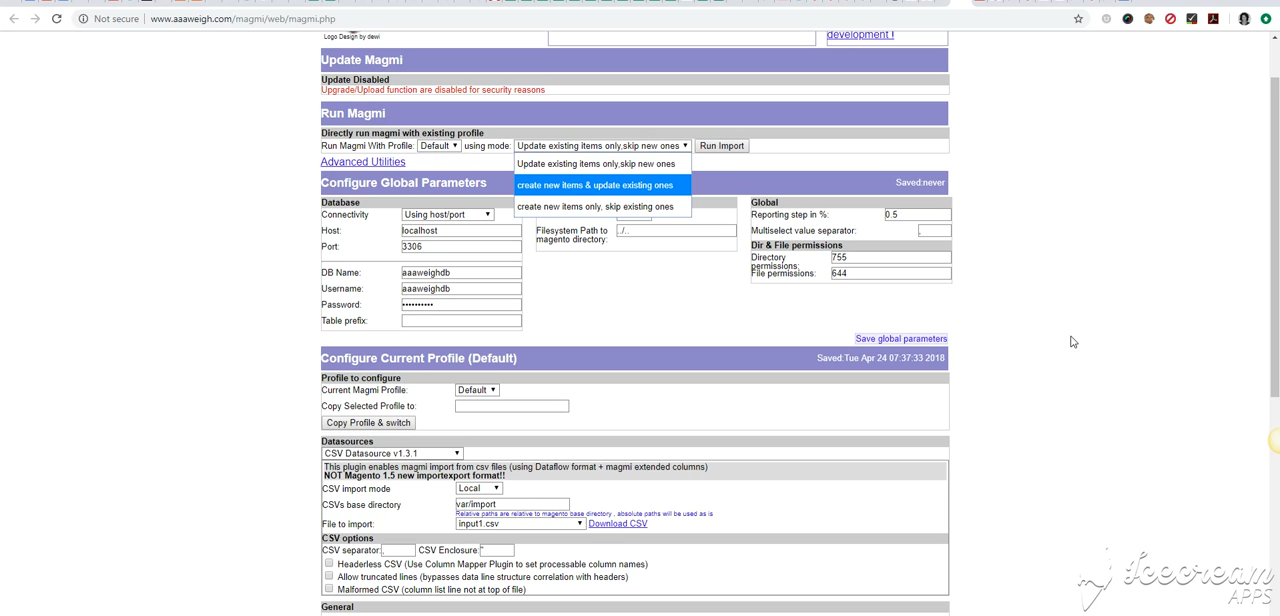 Not secure | www.aaaweigh.com/magmi/web/magmi.php
Logo Design by dewi
development !
Update Magmi
Update Disabled
Upgrade/Upload function are disabled for security reasons
Run Magmi
Directly run magmi with existing profile
Run Magmi With Profile: Default using mode: Update existing items only,skip new ones Run Import
Update existing items only,skip new ones
create new items & update existing ones
create new items only, skip existing ones
Advanced Utilities
Configure Global Parameters Saved:never
Database
Connectivity Using host/port
Host: localhost
Port: 3306
DB Name: aaaweighdb
Username: aaaweighdb
Password: ••••••••••
Table prefix:
Filesystem Path to ../..
magento directory:
Global
Reporting step in %: 0.5
Multiselect value separator: ,
Dir & File permissions
Directory 755
permissions:
File permissions: 644
Save global parameters
Configure Current Profile (Default) Saved:Tue Apr 24 07:37:33 2018
Profile to configure
Current Magmi Profile: Default
Copy Selected Profile to:
Copy Profile & switch
Datasources
CSV Datasource v1.3.1
This plugin enables magmi import from csv files (using Dataflow format + magmi extended columns)
NOT Magento 1.5 new importexport format!!
CSV import mode Local
CSVs base directory var/import
Relative paths are relative to magento base directory , absolute paths will be used as is
File to import: input1.csv Download CSV
CSV options
CSV separator: , CSV Enclosure: "
Headerless CSV (Use Column Mapper Plugin to set processable column names)
Allow truncated lines (bypasses data line structure correlation with headers)
Malformed CSV (column list line not at top of file)
General
Icecream
APPS